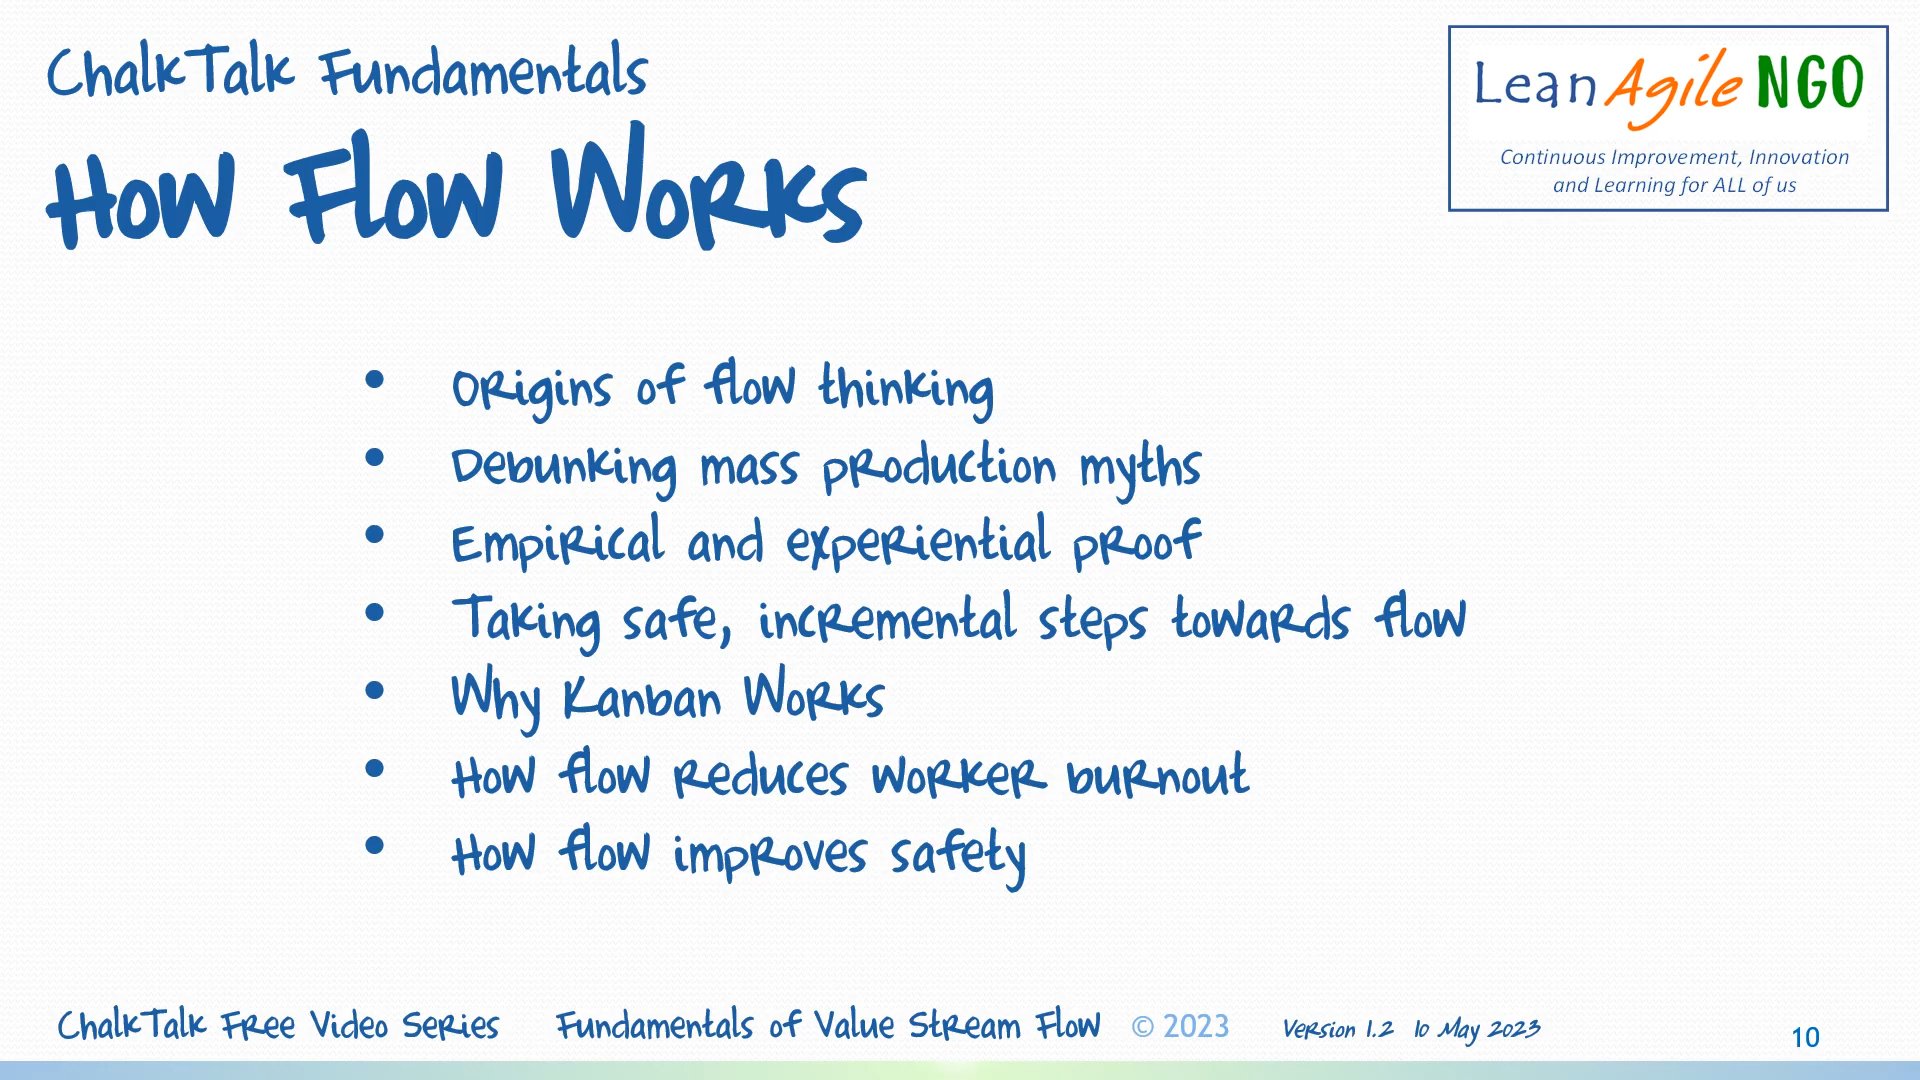 ChalkTalk Fundamentals
How Flow Works
Lean Agile NGO
Continuous Improvement, Innovation
and Learning for ALL of us
• Origins of flow thinking
• Debunking mass production myths
• Empirical and experiential proof
• Taking safe, incremental steps towards flow
• Why Kanban Works
• How flow reduces worker burnout
• How flow improves safety
ChalkTalk Free Video Series Fundamentals of Value Stream Flow © 2023 Version 1.2 10 May 2023 10